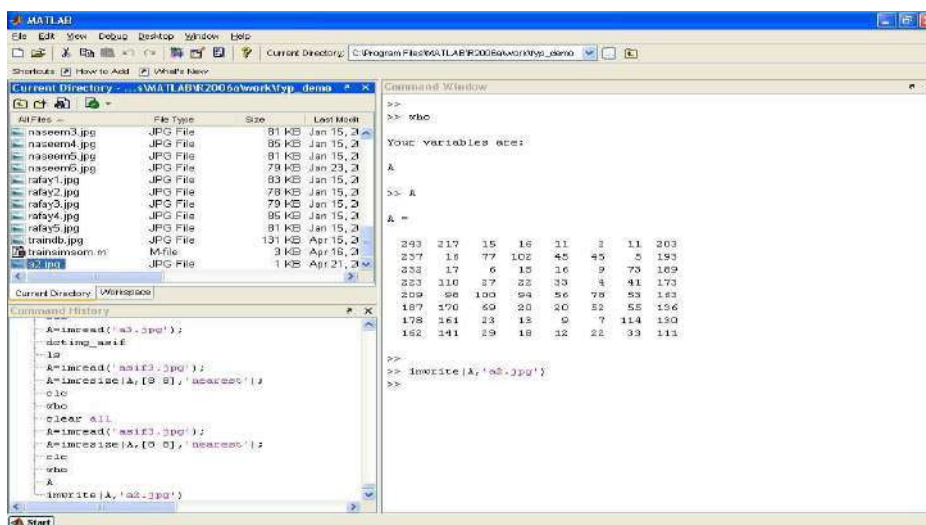 MATLAB
File Edit View Debug Desktop Window Help
Current Directory: C:\Program Files\MATLAB\R2006a\work\fyp_demo
Shortcuts How to Add What's New
Current Directory - ...s\MATLAB\R2006a\work\fyp_demo
All Files File Type Size Last Modifi
naseem3.jpg JPG File 81 KB Jan 15, 2
naseem4.jpg JPG File 85 KB Jan 15, 2
naseem5.jpg JPG File 81 KB Jan 15, 2
naseem6.jpg JPG File 79 KB Jan 23, 2
rafay1.jpg JPG File 83 KB Jan 15, 2
rafay2.jpg JPG File 78 KB Jan 15, 2
rafay3.jpg JPG File 79 KB Jan 15, 2
rafay4.jpg JPG File 85 KB Jan 15, 2
rafay5.jpg JPG File 81 KB Jan 15, 2
traindb.jpg JPG File 131 KB Apr 15, 2
trainsimsom.m M-file 3 KB Apr 16, 2
a2.jpg JPG File 1 KB Apr 21, 2
Current Directory Workspace
Command History
A=imread('a3.jpg');
dctimg_asif
ls
A=imread('asif3.jpg');
A=imresize(A,[8 8],'nearest');
clc
who
clear all
A=imread('asif3.jpg');
A=imresize(A,[8 8],'nearest');
clc
who
A
imwrite(A,'a2.jpg')
Start
Command Window
>>
>> who
Your variables are:
A
>> A
A =
243 217 15 16 11 2 11 203
237 102 45 45 5 193
17 6 15 16 9 73 189
223 110 27 22 33 4 41 173
209 98 100 94 56 78 53 163
187 170 69 20 20 52 55 136
178 161 23 13 9 7 114 130
162 141 29 18 12 22 33 111
>>
>> imwrite(A,'a2.jpg')
>>